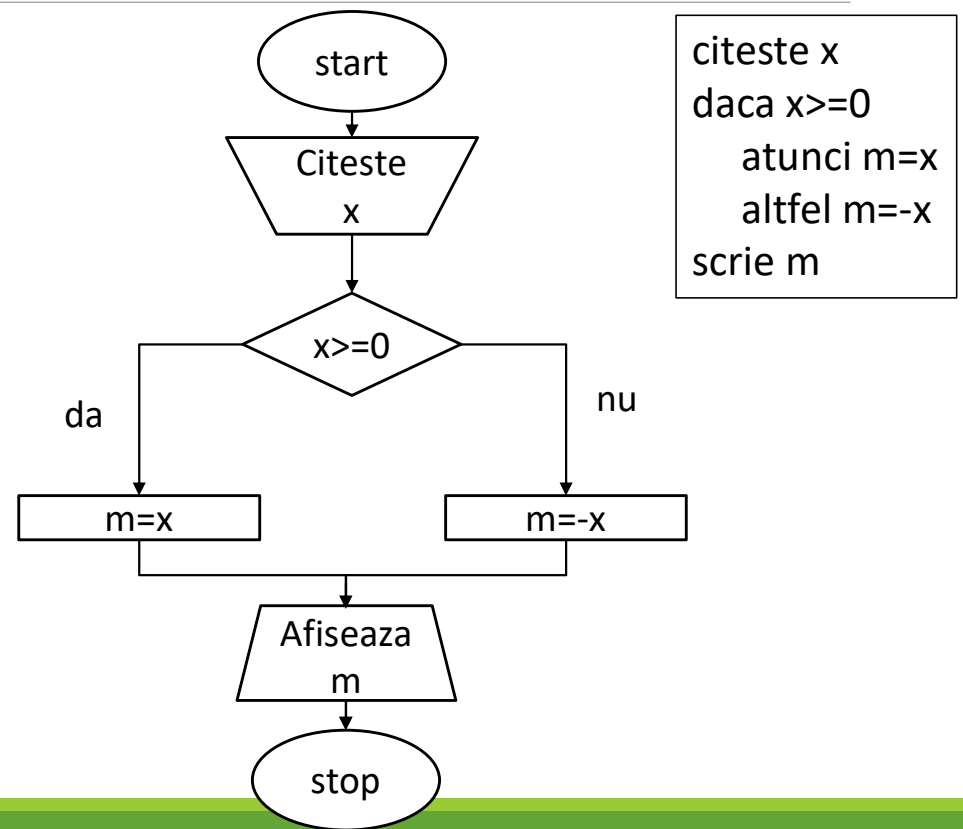 start
Citeste
x
x>=0
da
nu
m=x
m=-x
Afiseaza
m
stop
citeste x
daca x>=0
atunci m=x
altfel m=-x
scrie m